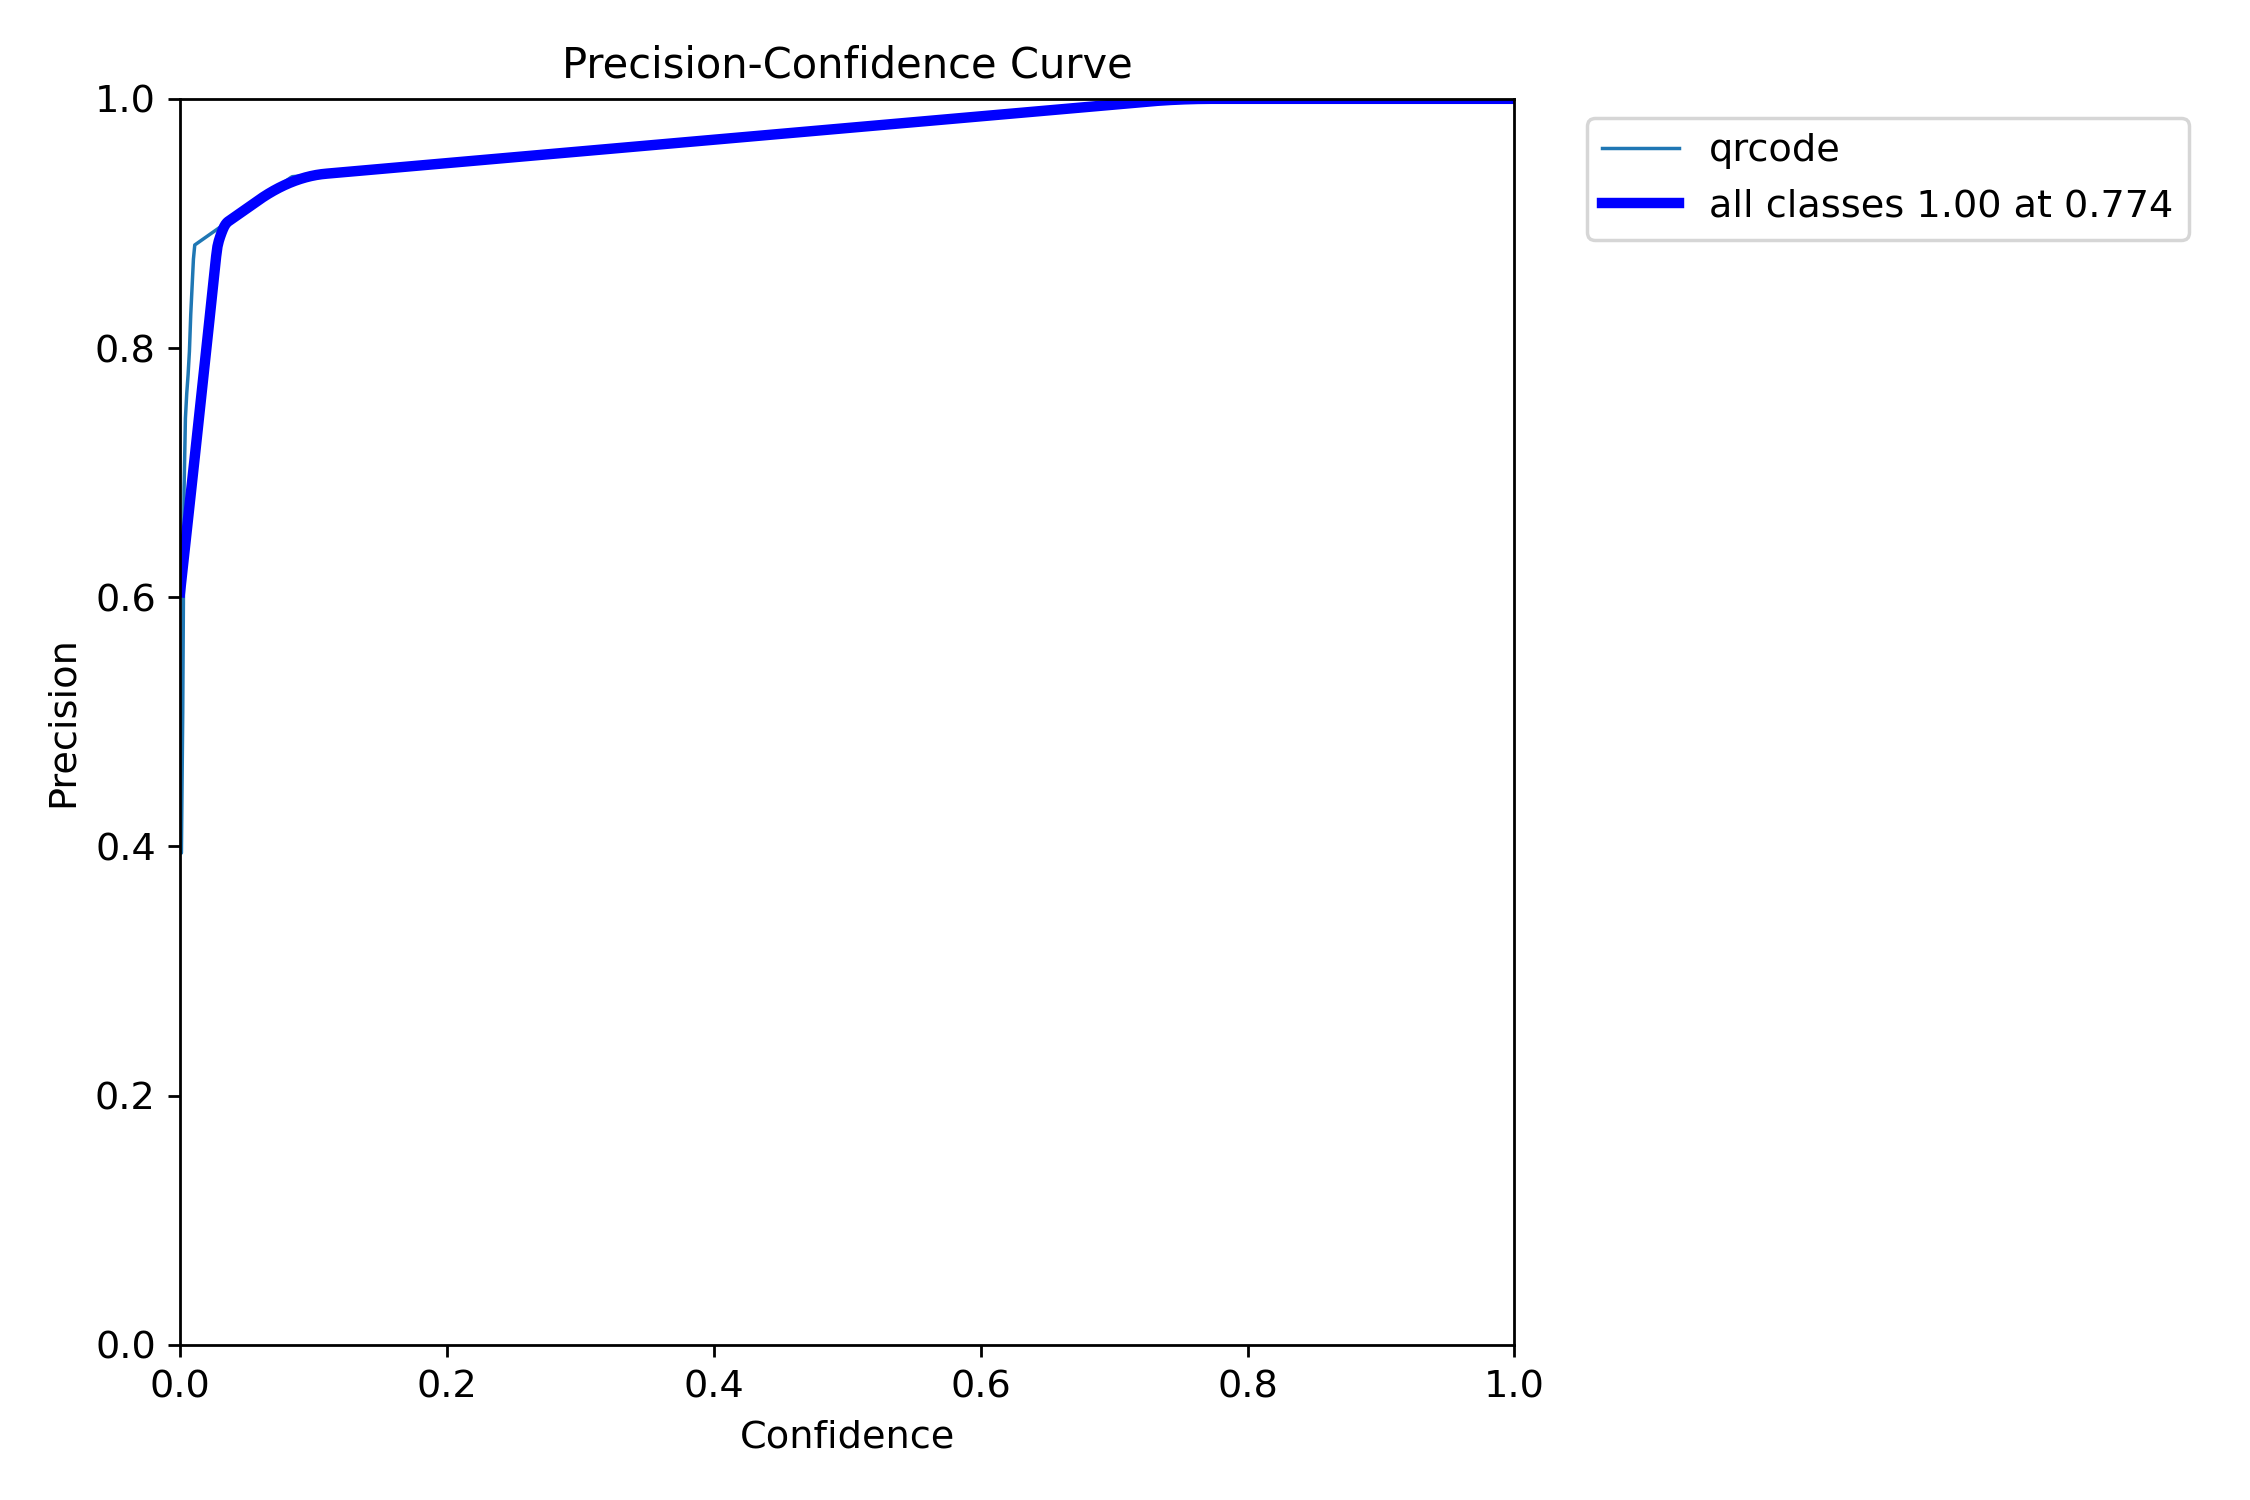 Precision-Confidence Curve
1.0
0.8
0.6
0.4
0.2
0.0
Precision
0.0 0.2 0.4 0.6 0.8 1.0
Confidence
qrcode
all classes 1.00 at 0.774